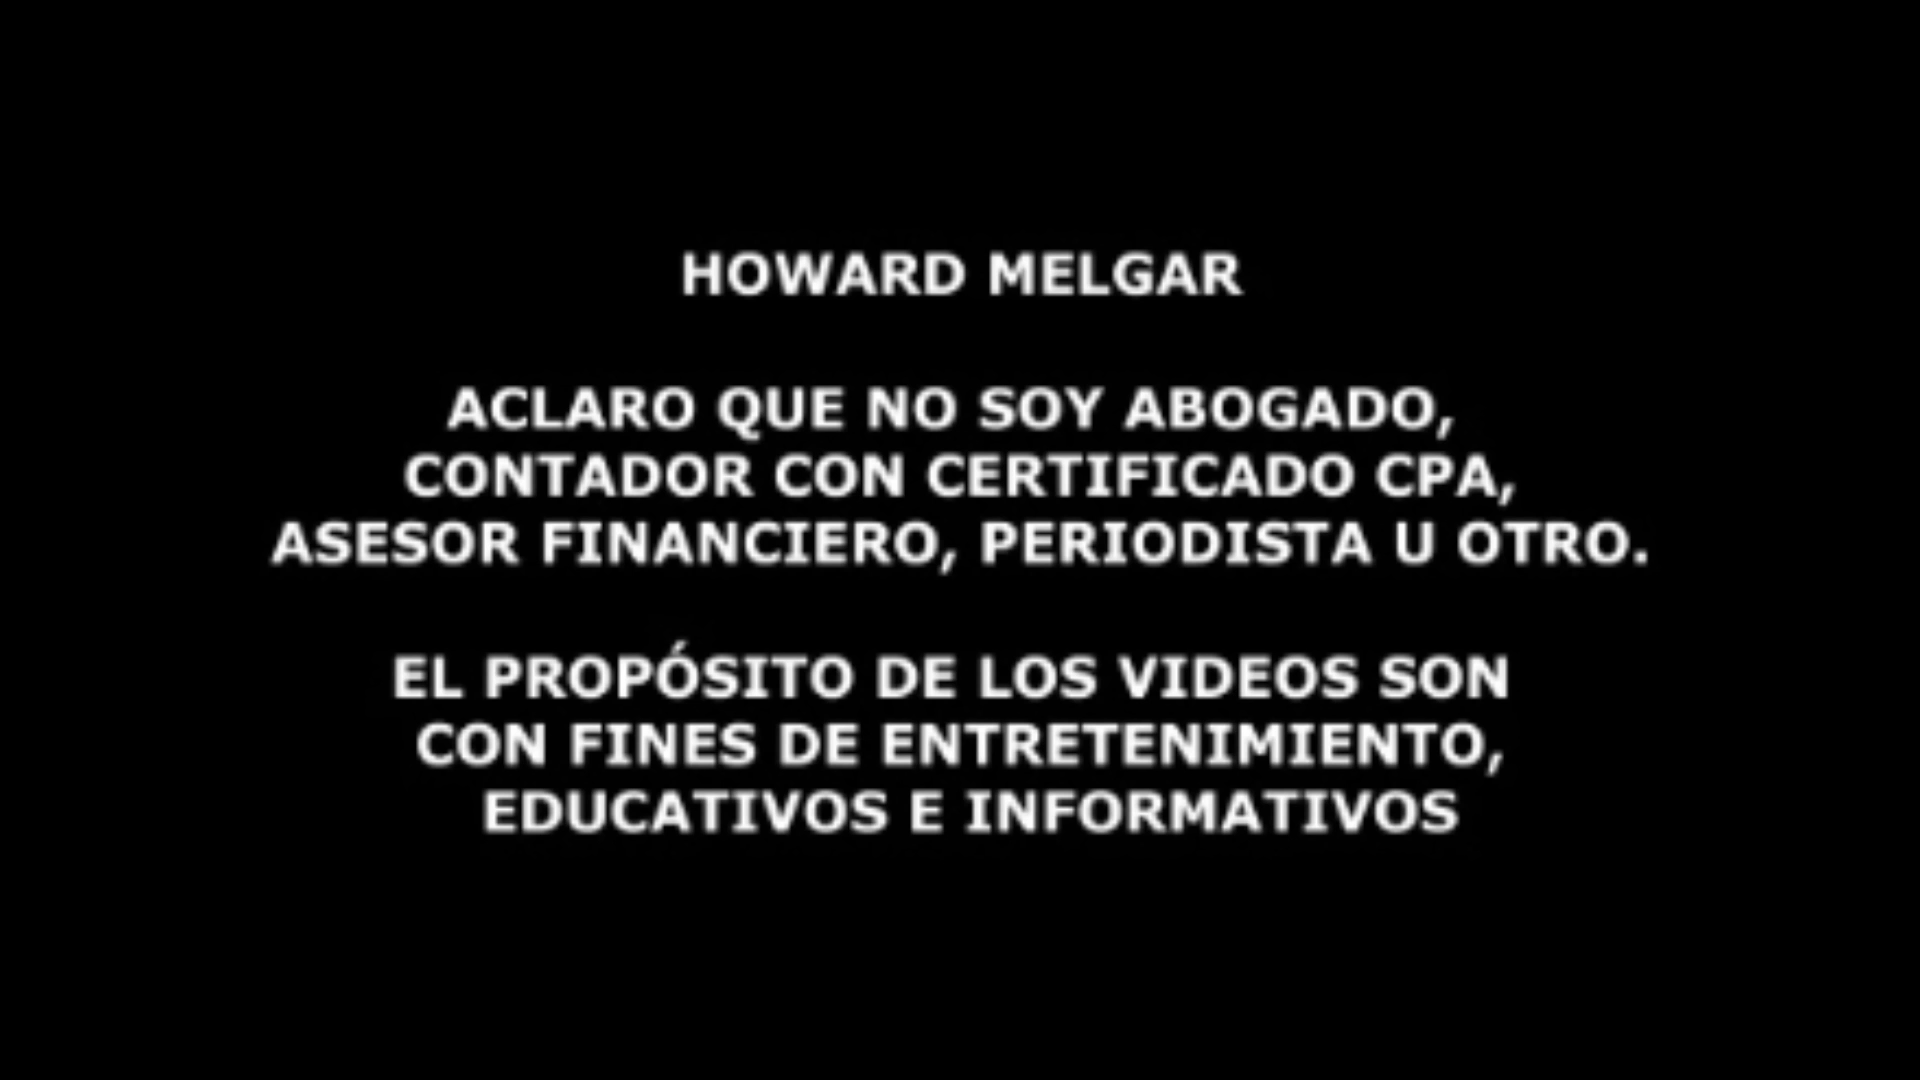 HOWARD MELGAR
ACLARO QUE NO SOY ABOGADO,
CONTADOR CON CERTIFICADO CPA,
ASESOR FINANCIERO, PERIODISTA U OTRO.
EL PROPÓSITO DE LOS VIDEOS SON
CON FINES DE ENTRETENIMIENTO,
EDUCATIVOS E INFORMATIVOS